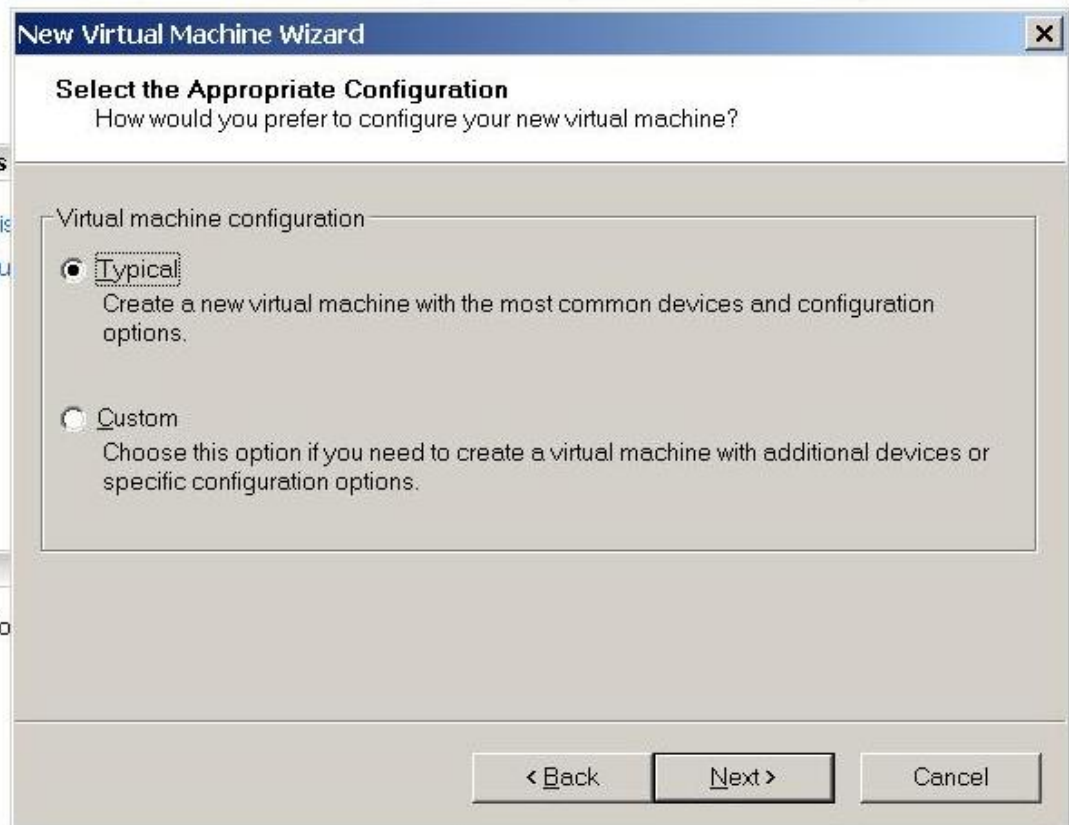 New Virtual Machine Wizard
Select the Appropriate Configuration
How would you prefer to configure your new virtual machine?
Virtual machine configuration
Typical
Create a new virtual machine with the most common devices and configuration
options.
Custom
Choose this option if you need to create a virtual machine with additional devices or
specific configuration options.
< Back
Next >
Cancel